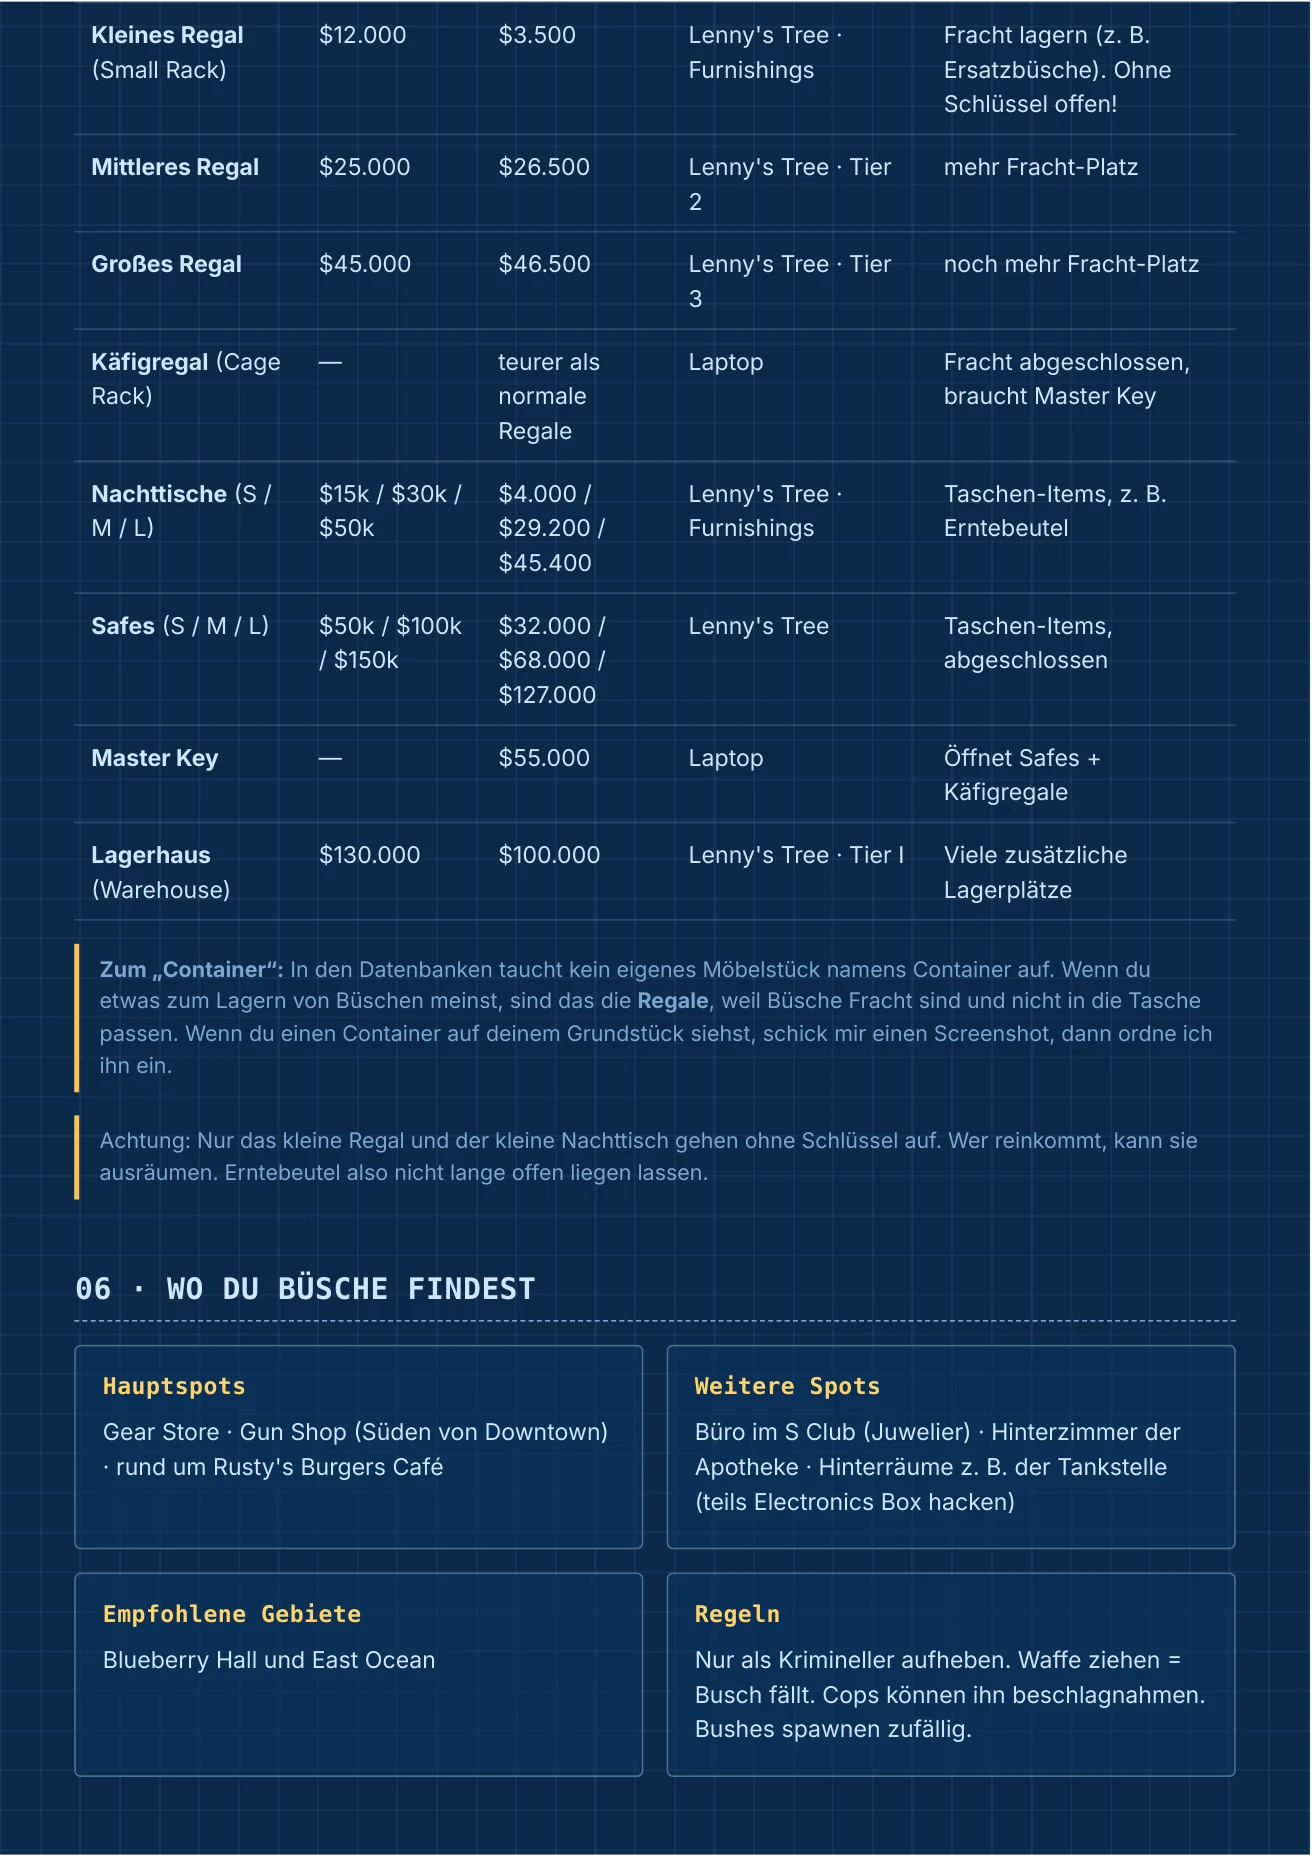 Kleines Regal $12.000 $3.500 Lenny's Tree · Fracht lagern (z. B.
(Small Rack) Furnishings Ersatzbüsche). Ohne
Schlüssel offen!
Mittleres Regal $25.000 $26.500 Lenny's Tree · Tier mehr Fracht-Platz
2
Großes Regal $45.000 $46.500 Lenny's Tree · Tier noch mehr Fracht-Platz
3
Käfigregal (Cage — teurer als Laptop Fracht abgeschlossen,
Rack) normale braucht Master Key
Regale
Nachttische (S / $15k / $30k / $4.000 / Lenny's Tree · Taschen-Items, z. B.
M / L) $50k $29.200 / Furnishings Erntebeutel
$45.400
Safes (S / M / L) $50k / $100k $32.000 / Lenny's Tree Taschen-Items,
/ $150k $68.000 / abgeschlossen
$127.000
Master Key — $55.000 Laptop Öffnet Safes +
Käfigregale
Lagerhaus $130.000 $100.000 Lenny's Tree · Tier I Viele zusätzliche
(Warehouse) Lagerplätze
Zum „Container“: In den Datenbanken taucht kein eigenes Möbelstück namens Container auf. Wenn du
etwas zum Lagern von Büschen meinst, sind das die Regale, weil Büsche Fracht sind und nicht in die Tasche
passen. Wenn du einen Container auf deinem Grundstück siehst, schick mir einen Screenshot, dann ordne ich
ihn ein.
Achtung: Nur das kleine Regal und der kleine Nachttisch gehen ohne Schlüssel auf. Wer reinkommt, kann sie
ausräumen. Erntebeutel also nicht lange offen liegen lassen.
06 · WO DU BÜSCHE FINDEST
Hauptspots
Gear Store · Gun Shop (Süden von Downtown)
· rund um Rusty's Burgers Café
Weitere Spots
Büro im S Club (Juwelier) · Hinterzimmer der
Apotheke · Hinterräume z. B. der Tankstelle
(teils Electronics Box hacken)
Empfohlene Gebiete
Blueberry Hall und East Ocean
Regeln
Nur als Krimineller aufheben. Waffe ziehen =
Busch fällt. Cops können ihn beschlagnahmen.
Bushes spawnen zufällig.